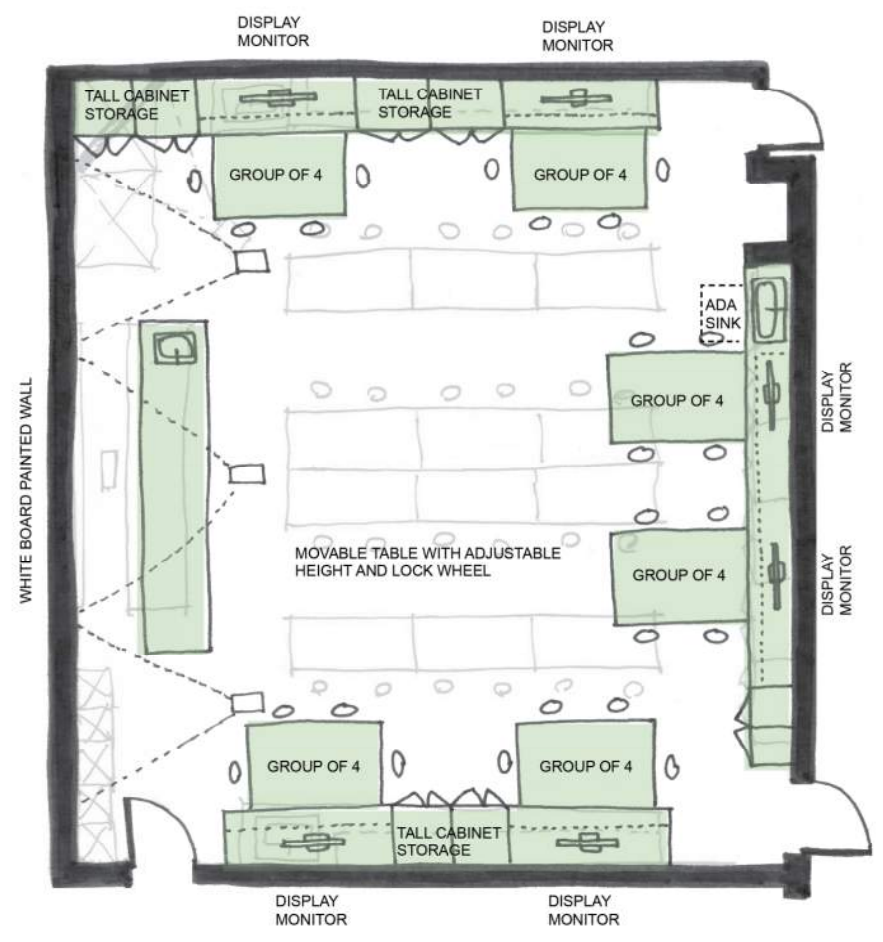 DISPLAY
MONITOR
DISPLAY
MONITOR
TALL CABINET
STORAGE
TALL CABINET
STORAGE
GROUP OF 4
GROUP OF 4
ADA
SINK
GROUP OF 4
DISPLAY
MONITOR
WHITE BOARD PAINTED WALL
MOVABLE TABLE WITH ADJUSTABLE
HEIGHT AND LOCK WHEEL
GROUP OF 4
DISPLAY
MONITOR
GROUP OF 4
GROUP OF 4
TALL CABINET
STORAGE
DISPLAY
MONITOR
DISPLAY
MONITOR